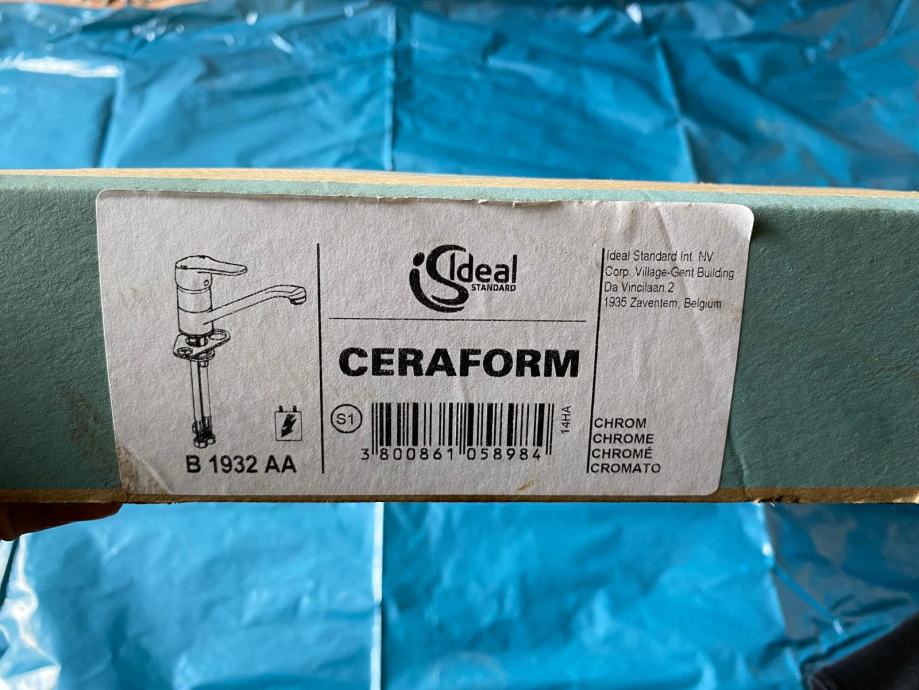 B 1932 AA
Ideal
STANDARD
CERAFORM
S1
3 800861 058984
14HA
Ideal Standard Int. NV
Corp. Village-Gent Building
Da Vincilaan 2
1935 Zaventem, Belgium
CHROM
CHROME
CHROMÉ
CROMATO